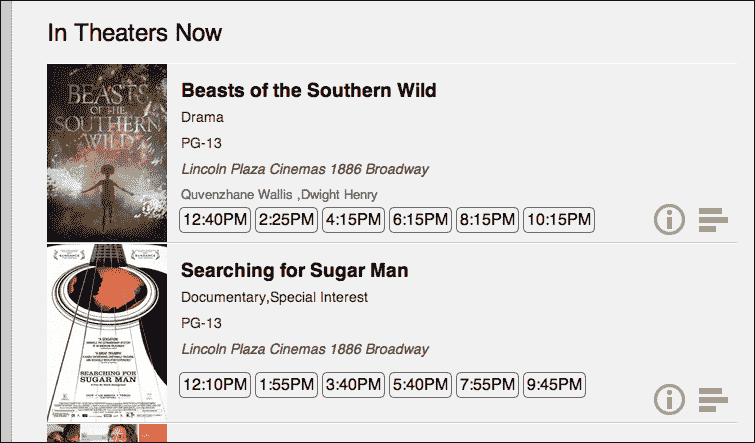 In Theaters Now
BEASTS
OF THE
SOUTHERN
WILD
Beasts of the Southern Wild
Drama
PG-13
Lincoln Plaza Cinemas 1886 Broadway
Quvenzhane Wallis ,Dwight Henry
12:40PM 2:25PM 4:15PM 6:15PM 8:15PM 10:15PM
SEARCHING FOR
SUGAR MAN
Searching for Sugar Man
Documentary,Special Interest
PG-13
Lincoln Plaza Cinemas 1886 Broadway
12:10PM 1:55PM 3:40PM 5:40PM 7:55PM 9:45PM